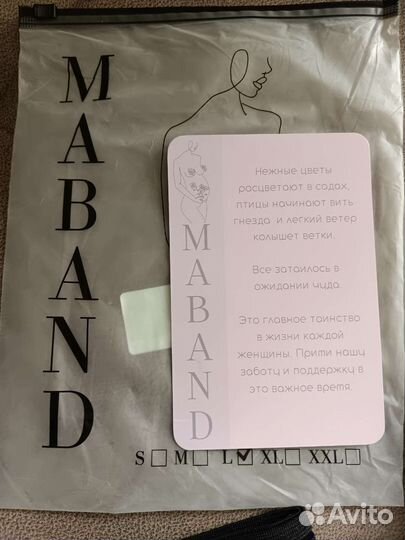 MABAND
MABAND
Нежные цветы
расцветают в садах,
птицы начинают вить
гнезда и легкий ветер
колышет ветки.
Все затаилось в
ожидании чуда.
Это главное таинство
в жизни каждой
женщины. Прими нашу
заботу и поддержку в
это важное время.
S M L XL XXL
Avito